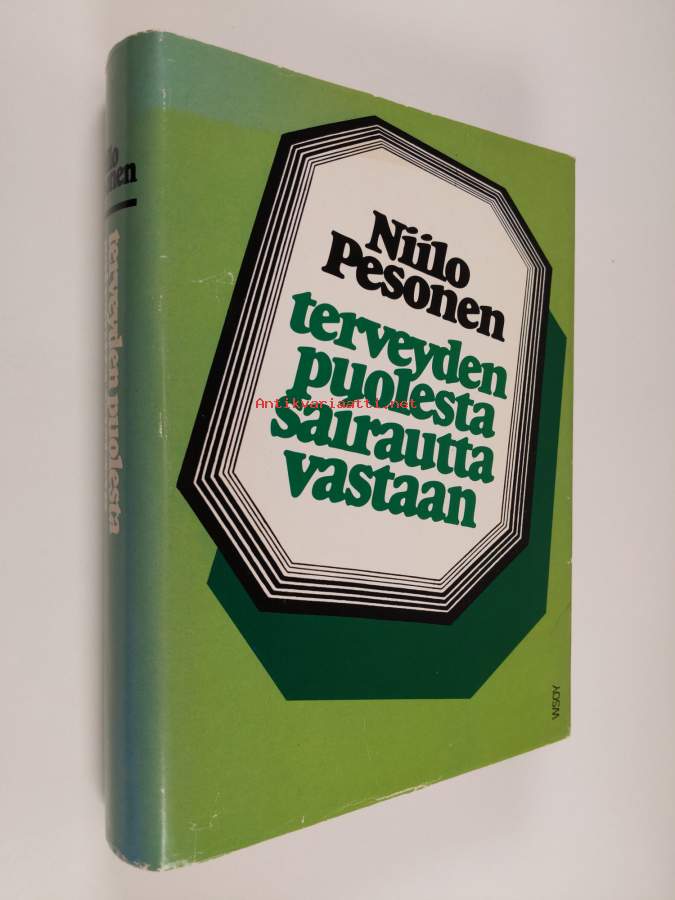 Niilo
Pesonen
terveyden
puolesta
sairautta
vastaan
Antikvariaatti.net
WSOY
terveyden puolesta